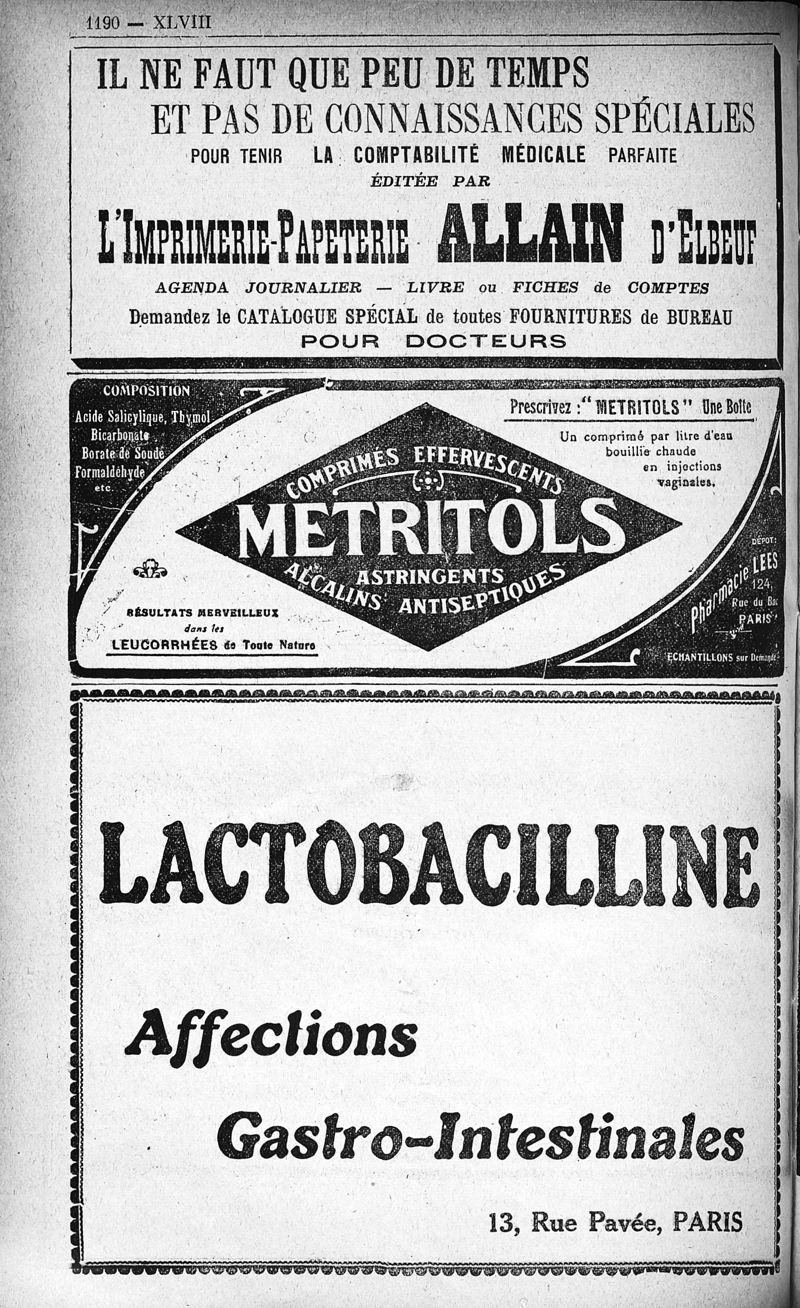 1190 — XLVIII
IL NE FAUT QUE PEU DE TEMPS
ET PAS DE CONNAISSANCES SPÉCIALES
POUR TENIR LA COMPTABILITÉ MÉDICALE PARFAITE
ÉDITÉE PAR
L'IMPRIMERIE-PAPETERIE ALLAIN D'ELBEUF
AGENDA JOURNALIER — LIVRE ou FICHES de COMPTES
Demandez le CATALOGUE SPÉCIAL de toutes FOURNITURES de BUREAU
POUR DOCTEURS
COMPOSITION
Acide Salicylique, Thymol
Bicarbonate
Borate de Soude
Formaldéhyde
etc
Prescrivez : "METRITOLS" Une Boîte
Un comprimé par litre d'eau
bouillie chaude
en injections
vaginales.
COMPRIMÉS EFFERVESCENTS
METRITOLS
ASTRINGENTS
ALCALINS ANTISEPTIQUES
RÉSULTATS MERVEILLEUX
dans les
LEUCORRHÉES de Toute Nature
DÉPOT:
Pharmacie LEES
124,
Rue du Bac
PARIS
ECHANTILLONS sur Demande
LACTOBACILLINE
Affections
Gastro-Intestinales
13, Rue Pavée, PARIS